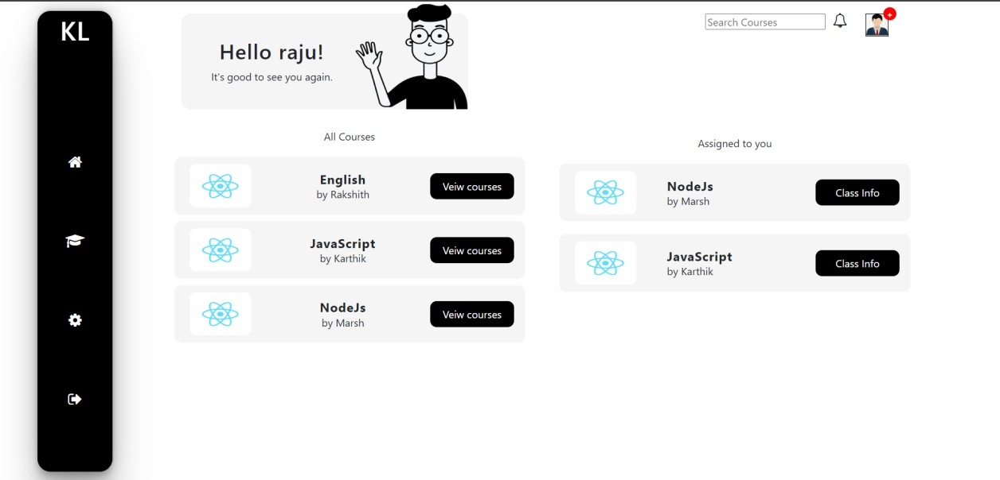 KL
Hello raju!
It's good to see you again.
Search Courses
+
All Courses
English
by Rakshith
Veiw courses
JavaScript
by Karthik
Veiw courses
NodeJs
by Marsh
Veiw courses
Assigned to you
NodeJs
by Marsh
Class Info
JavaScript
by Karthik
Class Info